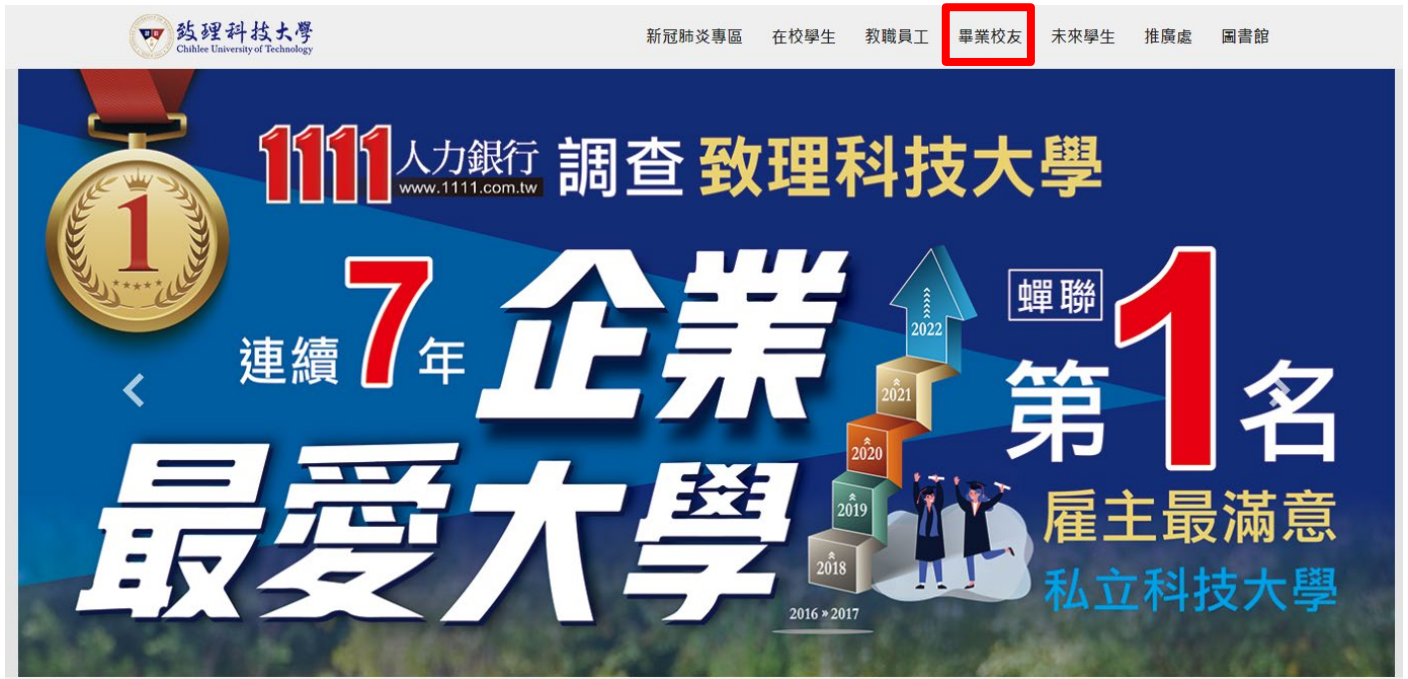 致理科技大學
Chihlee University of Technology
新冠肺炎專區 在校學生 教職員工 畢業校友 未來學生 推廣處 圖書館
1111人力銀行 調查 致理科技大學
www.1111.com.tw
1
連續7年 企業
最愛大學
蟬聯
第1名
雇主最滿意
私立科技大學
2022
2021
2020
2019
2018
2016 » 2017